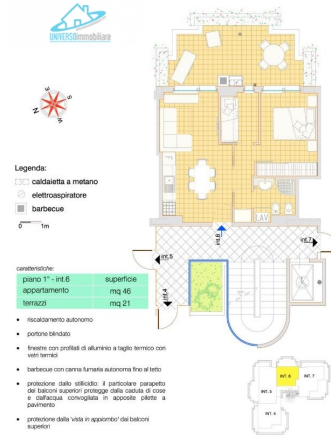 UNIVERSOimmobiliare
N
S
Legenda:
caldaietta a metano
elettroaspiratore
barbecue
0 1m
LAV
int.6
int.7
int.5
int.4
caratteristiche:
piano 1° - int.6 superficie
appartamento mq 46
terrazzi mq 21
• riscaldamento autonomo
• portone blindato
• finestre con profilati di alluminio a taglio termico con
vetri termici
• barbecue con canna fumaria autonoma fino al tetto
• protezione dallo stillicidio: il particolare parapetto
dei balconi superiori protegge dalla caduta di cose
e dall'acqua convogliata in apposite pilette a
pavimento
• protezione dalla 'vista in appiombo' dai balconi
superiori
INT. 6
INT. 7
INT. 5
INT. 4